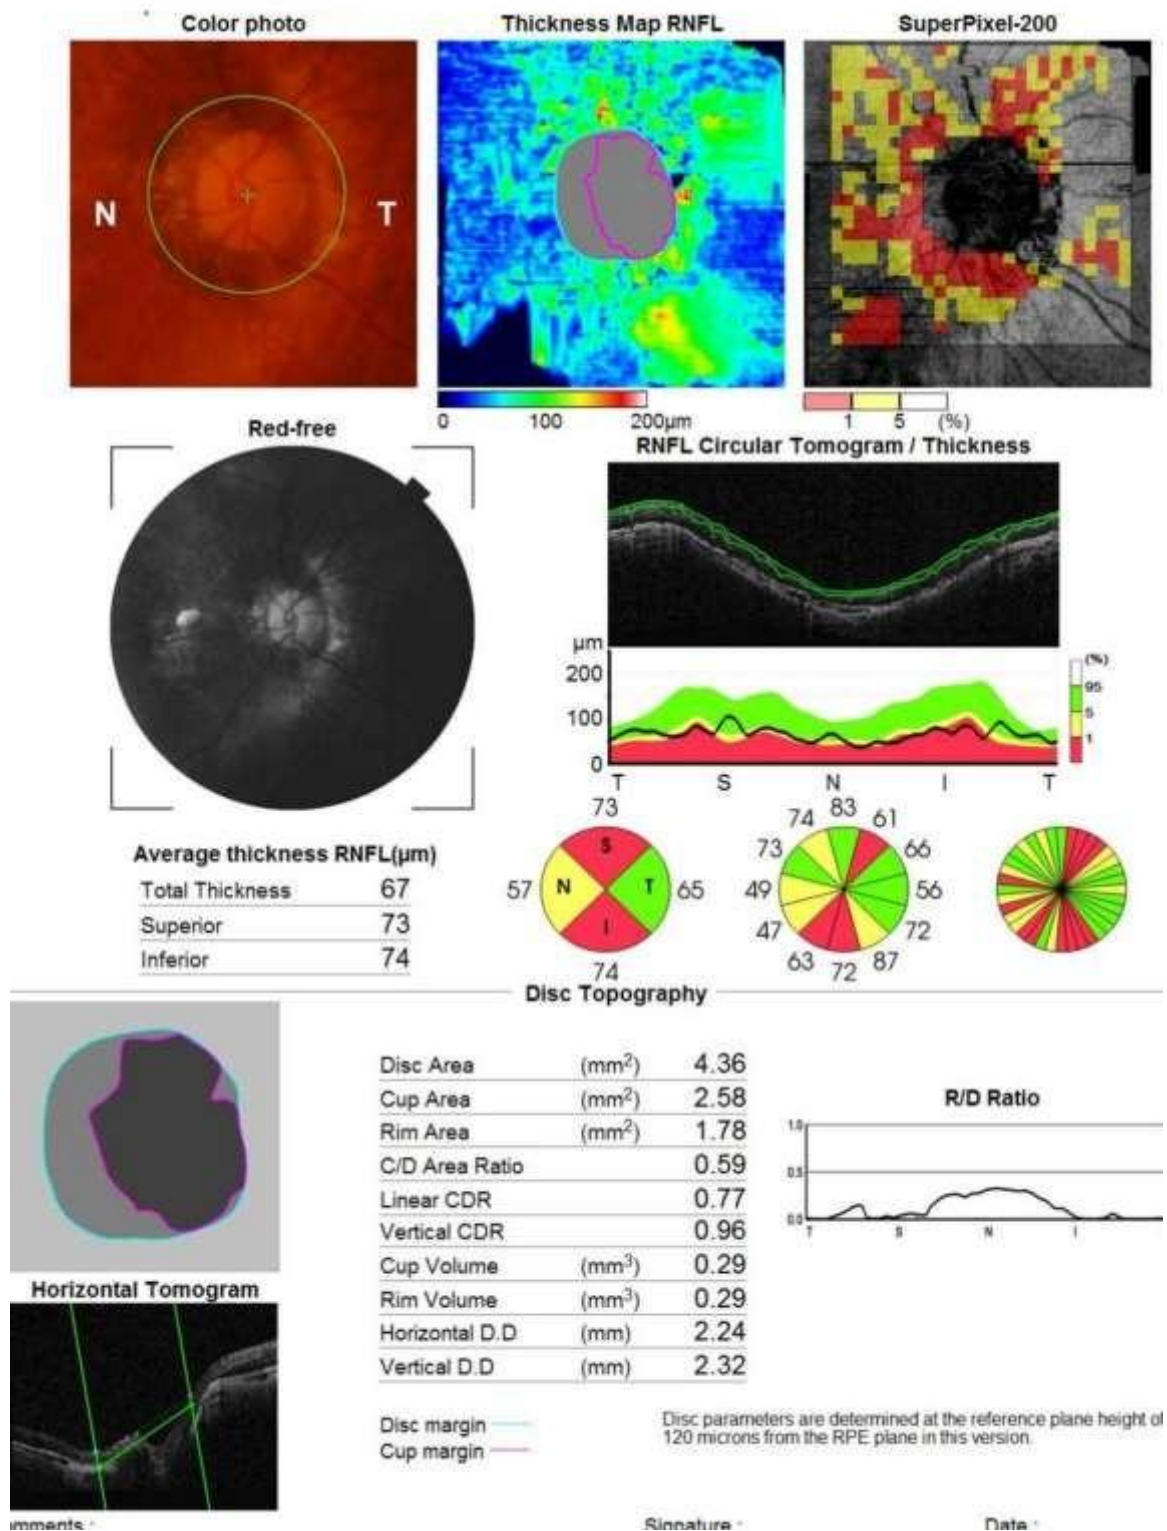 Color photo
Thickness Map RNFL
SuperPixel-200
N
T
0 100 200µm
1 5 (%)
Red-free
RNFL Circular Tomogram / Thickness
µm
200
100
0
(%)
95
5
1
T S N I T
Average thickness RNFL(µm)
Total Thickness 67
Superior 73
Inferior 74
73
57 N S T I 65
74
83
74 61
73 66
49 56
47 72
63 87
72
Disc Topography
Disc Area (mm²) 4.36
Cup Area (mm²) 2.58
Rim Area (mm²) 1.78
C/D Area Ratio 0.59
Linear CDR 0.77
Vertical CDR 0.96
Cup Volume (mm³) 0.29
Rim Volume (mm³) 0.29
Horizontal D.D (mm) 2.24
Vertical D.D (mm) 2.32
R/D Ratio
1.0
0.5
0.0
T S N I
Horizontal Tomogram
Disc margin
Cup margin
Disc parameters are determined at the reference plane height of
120 microns from the RPE plane in this version.
Signature :
Date :